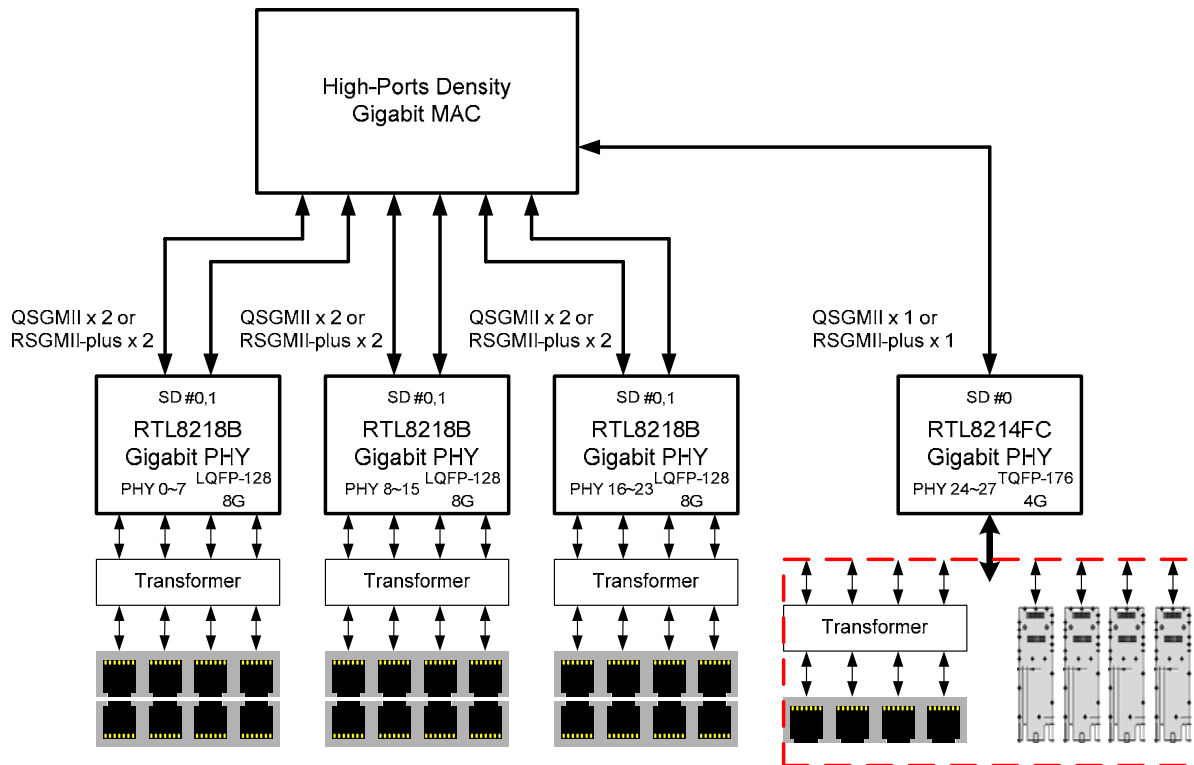 High-Ports Density
Gigabit MAC
QSGMII x 2 or
RSGMII-plus x 2
QSGMII x 2 or
RSGMII-plus x 2
QSGMII x 2 or
RSGMII-plus x 2
QSGMII x 1 or
RSGMII-plus x 1
SD #0,1
RTL8218B
Gigabit PHY
PHY 0~7 LQFP-128
8G
SD #0,1
RTL8218B
Gigabit PHY
PHY 8~15 LQFP-128
8G
SD #0,1
RTL8218B
Gigabit PHY
PHY 16~23 LQFP-128
8G
SD #0
RTL8214FC
Gigabit PHY
PHY 24~27 TQFP-176
4G
Transformer
Transformer
Transformer
Transformer